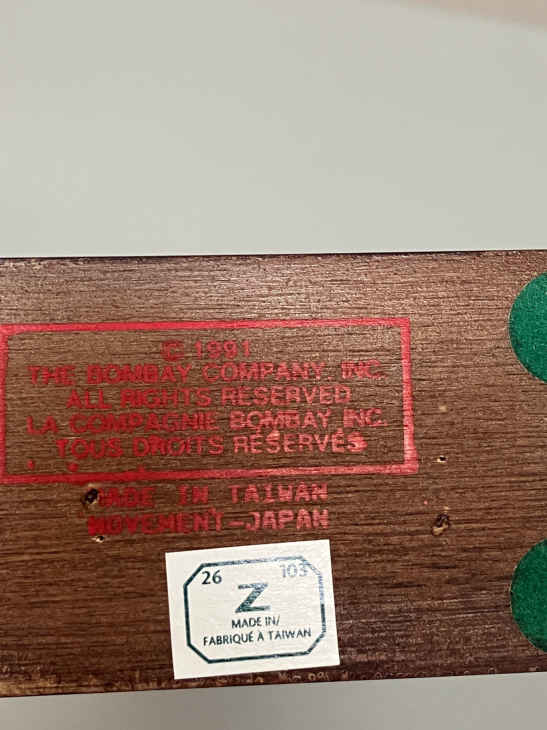 © 1991
THE BOMBAY COMPANY, INC.
ALL RIGHTS RESERVED
LA COMPAGNIE BOMBAY, INC.
TOUS DROITS RÉSERVÉS
MADE IN TAIWAN
MOVEMENT-JAPAN
26 103
Z
MADE IN/
FABRIQUÉ À TAIWAN